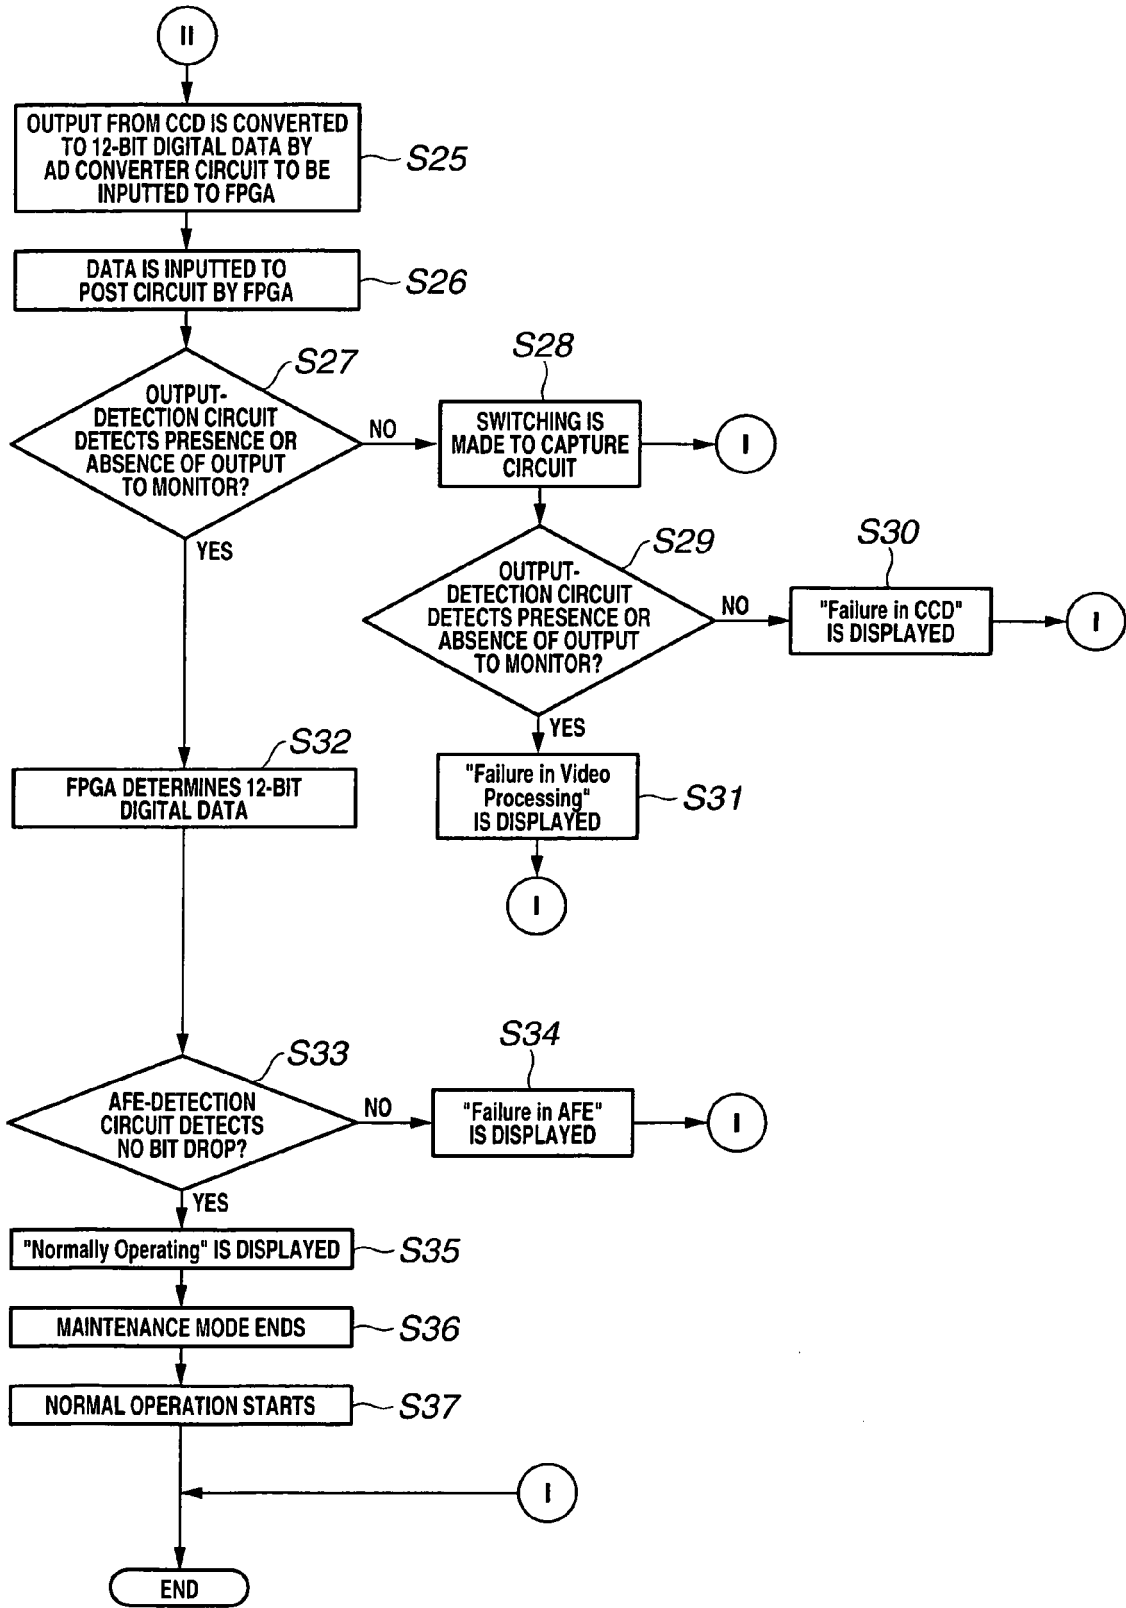 II
OUTPUT FROM CCD IS CONVERTED
TO 12-BIT DIGITAL DATA BY
AD CONVERTER CIRCUIT TO BE
INPUTTED TO FPGA
S25
DATA IS INPUTTED TO
POST CIRCUIT BY FPGA
S26
S27
OUTPUT-
DETECTION CIRCUIT
DETECTS PRESENCE OR
ABSENCE OF OUTPUT
TO MONITOR?
NO
YES
S28
SWITCHING IS
MADE TO CAPTURE
CIRCUIT
I
S29
OUTPUT-
DETECTION CIRCUIT
DETECTS PRESENCE OR
ABSENCE OF OUTPUT
TO MONITOR?
NO
YES
S30
"Failure in CCD"
IS DISPLAYED
I
"Failure in Video
Processing"
IS DISPLAYED
S31
I
S32
FPGA DETERMINES 12-BIT
DIGITAL DATA
S33
AFE-DETECTION
CIRCUIT DETECTS
NO BIT DROP?
NO
YES
S34
"Failure in AFE"
IS DISPLAYED
I
"Normally Operating" IS DISPLAYED
S35
MAINTENANCE MODE ENDS
S36
NORMAL OPERATION STARTS
S37
I
END